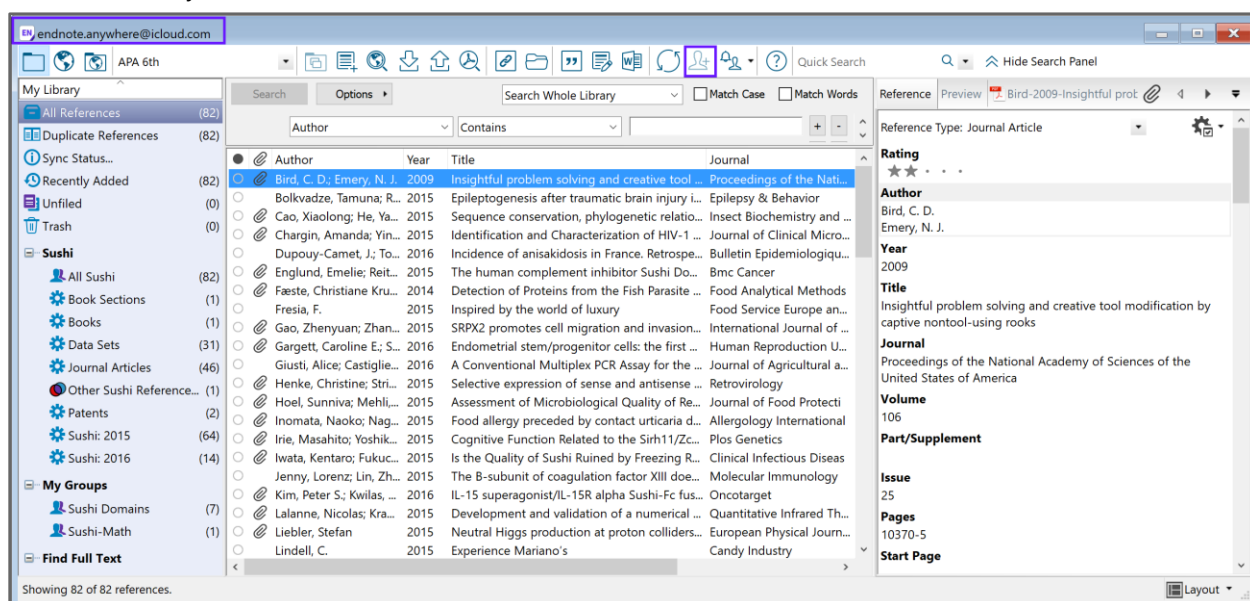 EN endnote.anywhere@icloud.com
APA 6th
Quick Search
Hide Search Panel
My Library
All References (82)
Duplicate References (82)
Sync Status...
Recently Added (82)
Unfiled (0)
Trash (0)
Sushi
All Sushi (82)
Book Sections (1)
Books (1)
Data Sets (31)
Journal Articles (46)
Other Sushi Reference... (1)
Patents (2)
Sushi: 2015 (64)
Sushi: 2016 (14)
My Groups
Sushi Domains (7)
Sushi-Math (1)
Find Full Text
Search Options Search Whole Library Match Case Match Words
Author Contains + -
Author Year Title Journal
Bird, C. D.; Emery, N. J. 2009 Insightful problem solving and creative tool ... Proceedings of the Nati...
Bolkvadze, Tamuna; R... 2015 Epileptogenesis after traumatic brain injury i... Epilepsy & Behavior
Cao, Xiaolong; He, Ya... 2015 Sequence conservation, phylogenetic relatio... Insect Biochemistry and ...
Chargin, Amanda; Yin... 2015 Identification and Characterization of HIV-1 ... Journal of Clinical Micro...
Dupouy-Camet, J.; To... 2016 Incidence of anisakidosis in France. Retrospe... Bulletin Epidemiologiqu...
Englund, Emelie; Reit... 2015 The human complement inhibitor Sushi Do... Bmc Cancer
Fæste, Christiane Kru... 2014 Detection of Proteins from the Fish Parasite ... Food Analytical Methods
Fresia, F. 2015 Inspired by the world of luxury Food Service Europe an...
Gao, Zhenyuan; Zhan... 2015 SRPX2 promotes cell migration and invasion... International Journal of ...
Gargett, Caroline E.; S... 2016 Endometrial stem/progenitor cells: the first ... Human Reproduction U...
Giusti, Alice; Castiglie... 2016 A Conventional Multiplex PCR Assay for the ... Journal of Agricultural a...
Henke, Christine; Stri... 2015 Selective expression of sense and antisense ... Retrovirology
Hoel, Sunniva; Mehli,... 2015 Assessment of Microbiological Quality of Re... Journal of Food Protecti
Inomata, Naoko; Nag... 2015 Food allergy preceded by contact urticaria d... Allergology International
Irie, Masahito; Yoshik... 2015 Cognitive Function Related to the Sirh11/Zc... Plos Genetics
Iwata, Kentaro; Fukuc... 2015 Is the Quality of Sushi Ruined by Freezing R... Clinical Infectious Diseas
Jenny, Lorenz; Lin, Zh... 2015 The B-subunit of coagulation factor XIII doe... Molecular Immunology
Kim, Peter S.; Kwilas, ... 2016 IL-15 superagonist/IL-15R alpha Sushi-Fc fus... Oncotarget
Lalanne, Nicolas; Kra... 2015 Development and validation of a numerical ... Quantitative Infrared Th...
Liebler, Stefan 2015 Neutral Higgs production at proton colliders... European Physical Journ...
Lindell, C. 2015 Experience Mariano's Candy Industry
Reference Preview Bird-2009-Insightful prob
Reference Type: Journal Article
Rating
Author
Bird, C. D.
Emery, N. J.
Year
2009
Title
Insightful problem solving and creative tool modification by
captive nontool-using rooks
Journal
Proceedings of the National Academy of Sciences of the
United States of America
Volume
106
Part/Supplement
Issue
25
Pages
10370-5
Start Page
Showing 82 of 82 references.
Layout